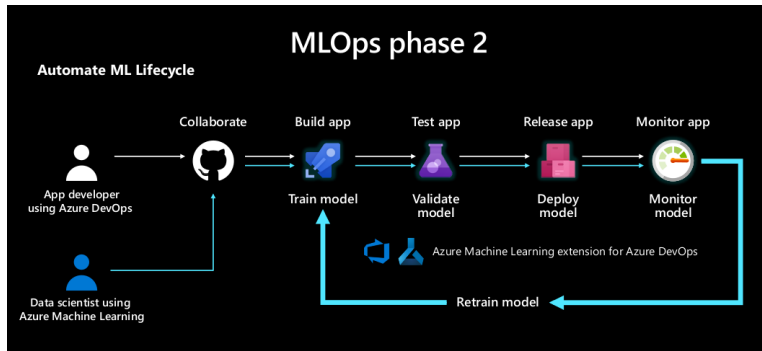 MLOps phase 2
Automate ML Lifecycle
Collaborate
Build app
Test app
Release app
Monitor app
App developer
using Azure DevOps
Train model
Validate
model
Deploy
model
Monitor
model
Azure Machine Learning extension for Azure DevOps
Data scientist using
Azure Machine Learning
Retrain model